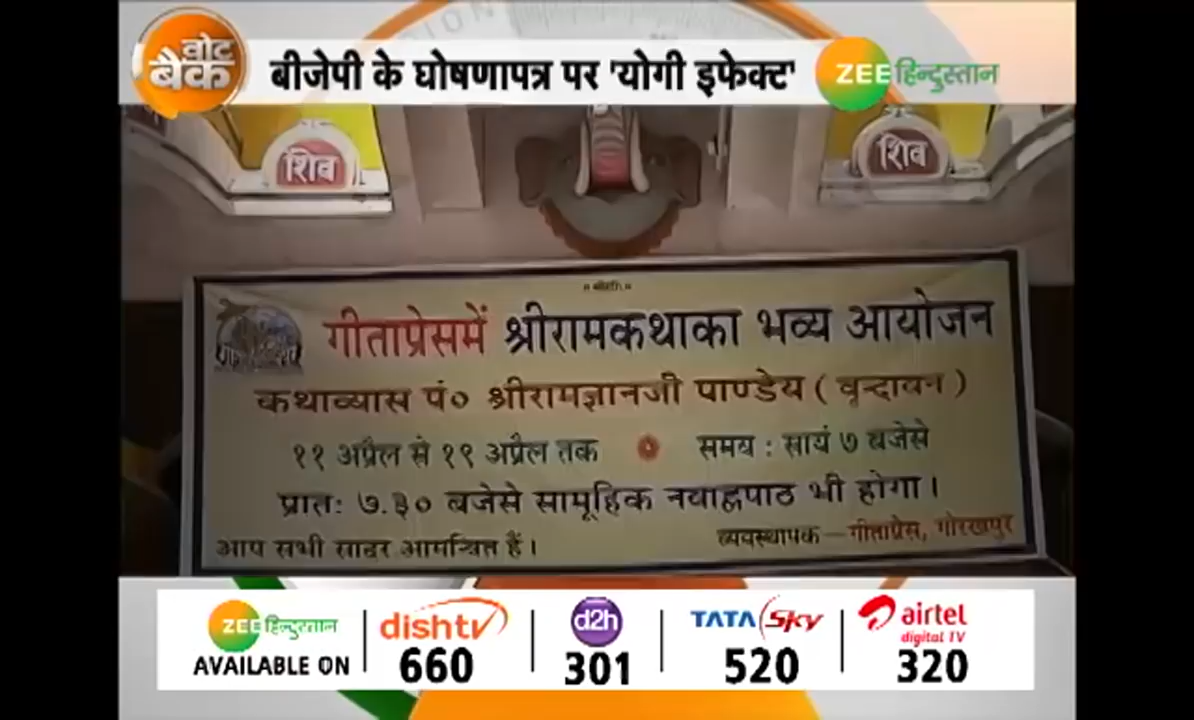 वोट बैंक
बीजेपी के घोषणापत्र पर 'योगी इफेक्ट'
ZEE हिन्दुस्तान
शिव
शिव
गीताप्रेसमें श्रीरामकथाका भव्य आयोजन
कथाव्यास पं० श्रीरामज्ञानजी पाण्डेय ( वृन्दावन )
११ अप्रैल से १९ अप्रैल तक समय : सायं ७ बजेसे
प्रातः ७.३० बजेसे सामूहिक नवाह्नपाठ भी होगा।
आप सभी सादर आमन्त्रित हैं।
व्यवस्थापक – गीताप्रेस, गोरखपुर
ZEE हिन्दुस्तान
AVAILABLE ON
dishtv
660
d2h
301
TATA Sky
520
airtel
digital TV
320